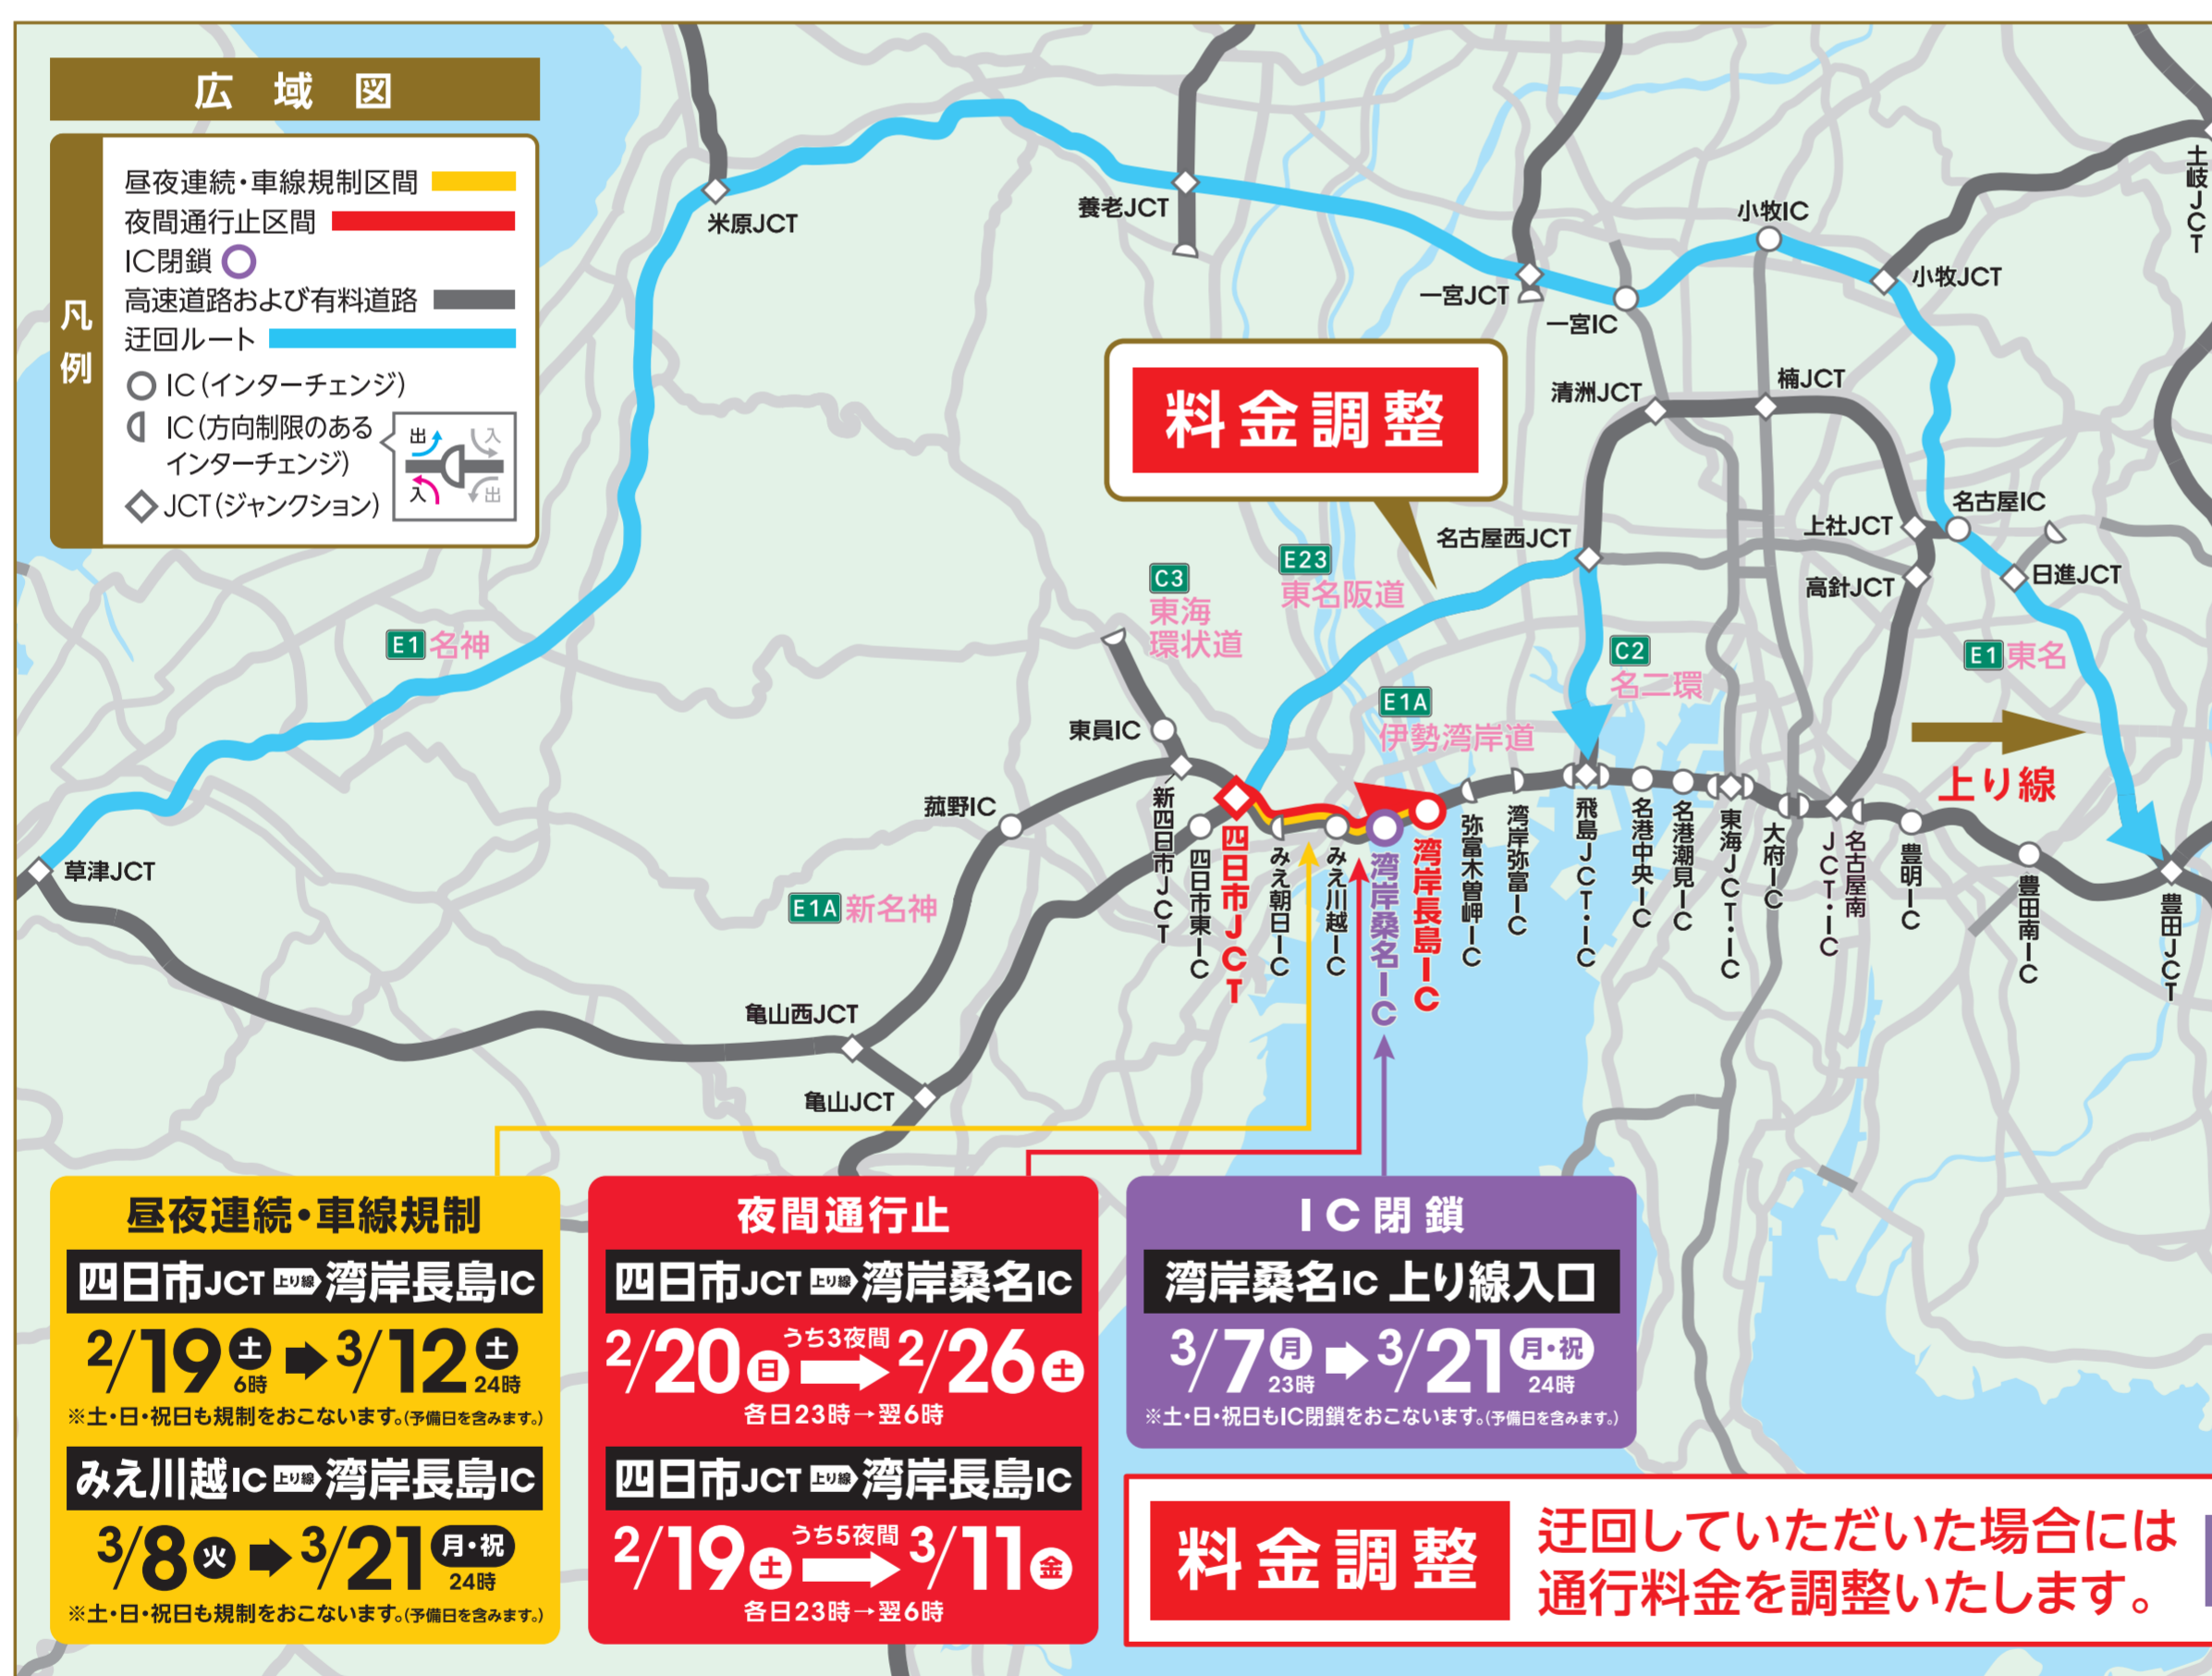 広域図
凡例
昼夜連続・車線規制区間
夜間通行止区間
IC閉鎖
高速道路および有料道路
迂回ルート
IC(インターチェンジ)
IC(方向制限のある
インターチェンジ)
出 入
入 出
JCT(ジャンクション)
米原JCT
養老JCT
小牧IC
土岐JCT
一宮JCT
一宮IC
小牧JCT
料金調整
清洲JCT
楠JCT
名古屋西JCT
上社JCT
名古屋IC
高針JCT
日進JCT
E23
東名阪道
C3
東海
環状道
E1 名神
C2
名二環
E1 東名
E1A
伊勢湾岸道
上り線
東員IC
菰野IC
草津JCT
E1A 新名神
新四日市JCT
四日市東IC
四日市JCT
みえ朝日IC
みえ川越IC
湾岸桑名IC
湾岸長島IC
弥富木曽岬IC
湾岸弥富IC
飛島JCT・IC
名港中央IC
名港潮見IC
東海JCT・IC
大府IC
名古屋南
JCT・IC
豊明IC
豊田南IC
豊田JCT
亀山西JCT
亀山JCT
昼夜連続・車線規制
四日市JCT 上り線 湾岸長島IC
2/19 土 6時 ➡ 3/12 土 24時
※土・日・祝日も規制をおこないます。(予備日を含みます。)
みえ川越IC 上り線 湾岸長島IC
3/8 火 ➡ 3/21 月・祝 24時
※土・日・祝日も規制をおこないます。(予備日を含みます。)
夜間通行止
四日市JCT 上り線 湾岸桑名IC
2/20 日 うち3夜間 2/26 土
各日23時→翌6時
四日市JCT 上り線 湾岸長島IC
2/19 土 うち5夜間 3/11 金
各日23時→翌6時
IC閉鎖
湾岸桑名IC 上り線入口
3/7 月 23時 ➡ 3/21 月・祝 24時
※土・日・祝日もIC閉鎖をおこないます。(予備日を含みます。)
料金調整
迂回していただいた場合には
通行料金を調整いたします。